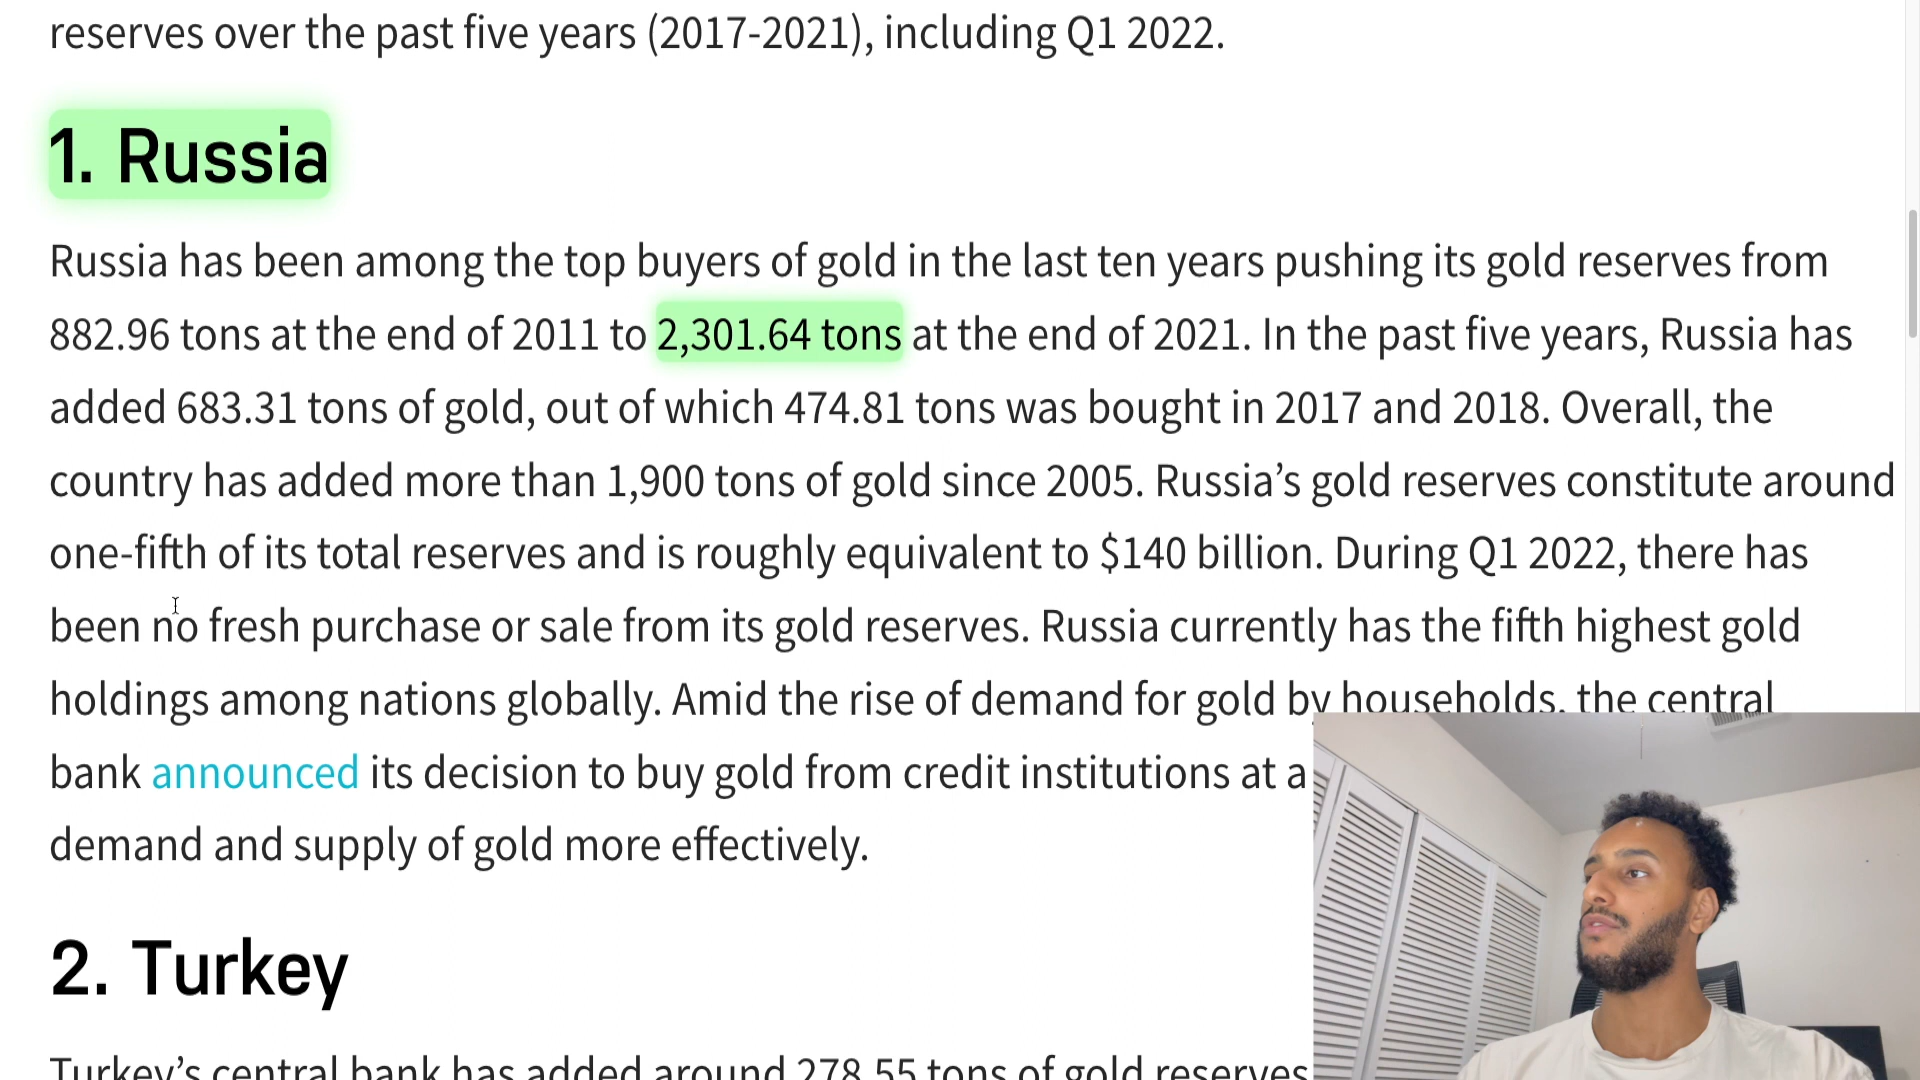 reserves over the past five years (2017-2021), including Q1 2022.
1. Russia
Russia has been among the top buyers of gold in the last ten years pushing its gold reserves from
882.96 tons at the end of 2011 to 2,301.64 tons at the end of 2021. In the past five years, Russia has
added 683.31 tons of gold, out of which 474.81 tons was bought in 2017 and 2018. Overall, the
country has added more than 1,900 tons of gold since 2005. Russia’s gold reserves constitute around
one-fifth of its total reserves and is roughly equivalent to $140 billion. During Q1 2022, there has
been no fresh purchase or sale from its gold reserves. Russia currently has the fifth highest gold
holdings among nations globally. Amid the rise of demand for gold by households, the central
bank announced its decision to buy gold from credit institutions at a
demand and supply of gold more effectively.
2. Turkey
Turkey’s central bank has added around 278.55 tons of gold reserves